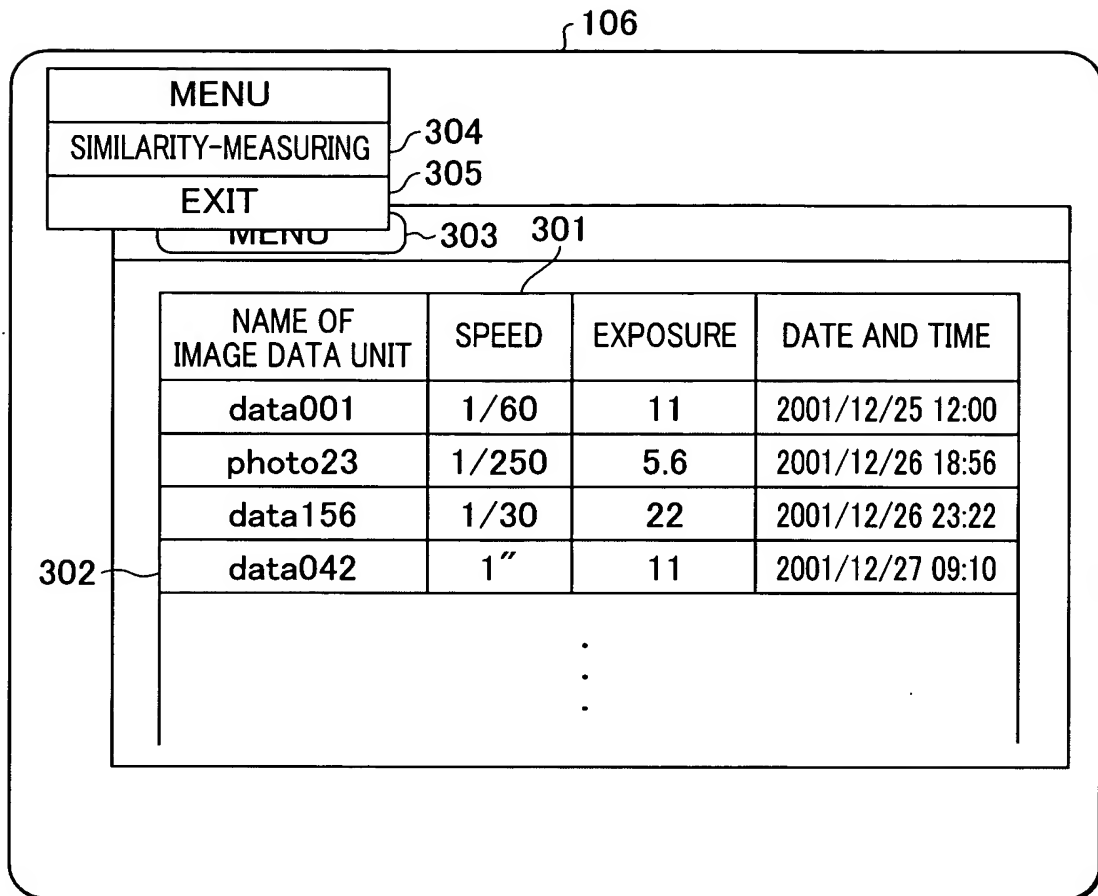 106
MENU
SIMILARITY-MEASURING
304
EXIT
305
MENU
303
301
NAME OF
IMAGE DATA UNIT
SPEED
EXPOSURE
DATE AND TIME
data001 1/60 11 2001/12/25 12:00
photo23 1/250 5.6 2001/12/26 18:56
data156 1/30 22 2001/12/26 23:22
302
data042 1″ 11 2001/12/27 09:10